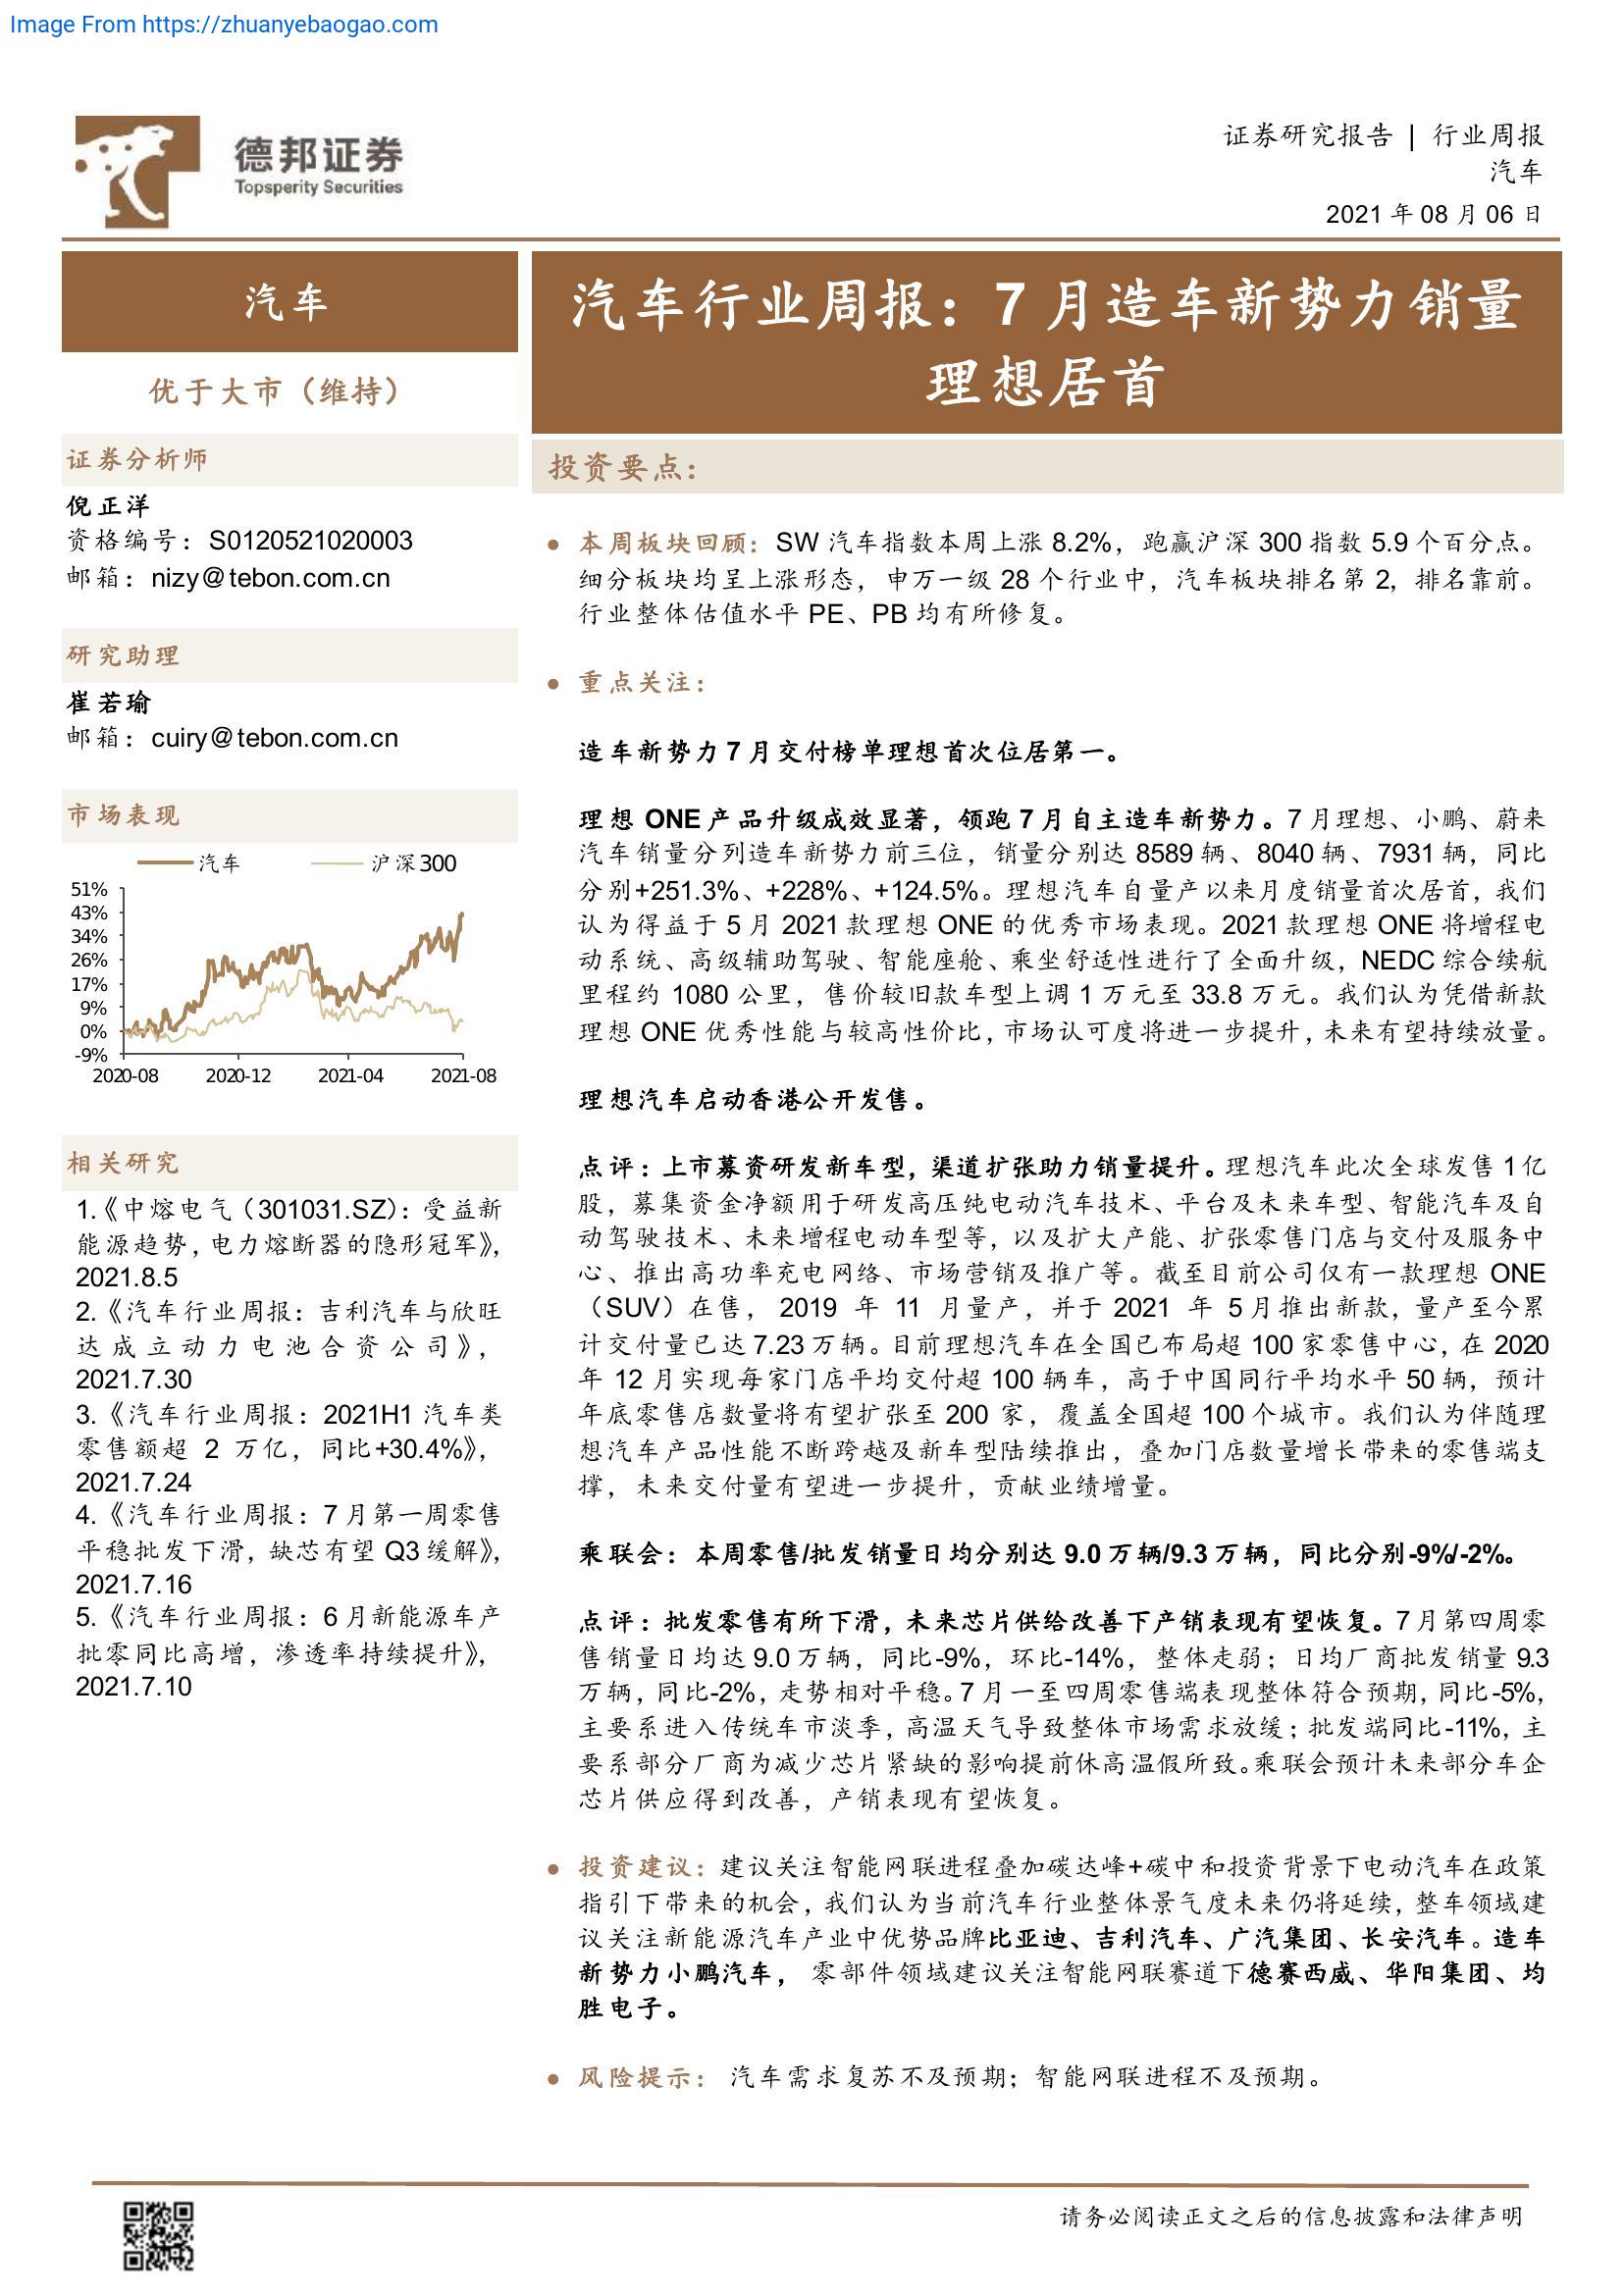 Image From https://zhuanyebaogao.com
德邦证券
Topsperity Securities
证券研究报告 | 行业周报
汽车
2021 年 08 月 06 日
汽车
优于大市（维持）
证券分析师
倪正洋
资格编号：S0120521020003
邮箱：nizy@tebon.com.cn
研究助理
崔若瑜
邮箱：cuiry@tebon.com.cn
市场表现
汽车 沪深300
51%
43%
34%
26%
17%
9%
0%
-9%
2020-08 2020-12 2021-04 2021-08
相关研究
1.《中熔电气（301031.SZ）：受益新
能源趋势，电力熔断器的隐形冠军》，
2021.8.5
2.《汽车行业周报：吉利汽车与欣旺
达成立动力电池合资公司》，
2021.7.30
3.《汽车行业周报：2021H1 汽车类
零售额超 2 万亿，同比+30.4%》，
2021.7.24
4.《汽车行业周报：7 月第一周零售
平稳批发下滑，缺芯有望 Q3 缓解》，
2021.7.16
5.《汽车行业周报：6 月新能源车产
批零同比高增，渗透率持续提升》，
2021.7.10
汽车行业周报：7 月造车新势力销量
理想居首
投资要点：
● 本周板块回顾：SW 汽车指数本周上涨 8.2%，跑赢沪深 300 指数 5.9 个百分点。
细分板块均呈上涨形态，申万一级 28 个行业中，汽车板块排名第 2，排名靠前。
行业整体估值水平 PE、PB 均有所修复。
● 重点关注：
造车新势力 7 月交付榜单理想首次位居第一。
理想 ONE 产品升级成效显著，领跑 7 月自主造车新势力。7 月理想、小鹏、蔚来
汽车销量分列造车新势力前三位，销量分别达 8589 辆、8040 辆、7931 辆，同比
分别+251.3%、+228%、+124.5%。理想汽车自量产以来月度销量首次居首，我们
认为得益于 5 月 2021 款理想 ONE 的优秀市场表现。2021 款理想 ONE 将增程电
动系统、高级辅助驾驶、智能座舱、乘坐舒适性进行了全面升级，NEDC 综合续航
里程约 1080 公里，售价较旧款车型上调 1 万元至 33.8 万元。我们认为凭借新款
理想 ONE 优秀性能与较高性价比，市场认可度将进一步提升，未来有望持续放量。
理想汽车启动香港公开发售。
点评：上市募资研发新车型，渠道扩张助力销量提升。理想汽车此次全球发售 1 亿
股，募集资金净额用于研发高压纯电动汽车技术、平台及未来车型、智能汽车及自
动驾驶技术、未来增程电动车型等，以及扩大产能、扩张零售门店与交付及服务中
心、推出高功率充电网络、市场营销及推广等。截至目前公司仅有一款理想 ONE
（SUV）在售， 2019 年 11 月量产，并于 2021 年 5 月推出新款，量产至今累
计交付量已达 7.23 万辆。目前理想汽车在全国已布局超 100 家零售中心，在 2020
年 12 月实现每家门店平均交付超 100 辆车，高于中国同行平均水平 50 辆，预计
年底零售店数量将有望扩张至 200 家，覆盖全国超 100 个城市。我们认为伴随理
想汽车产品性能不断跨越及新车型陆续推出，叠加门店数量增长带来的零售端支
撑，未来交付量有望进一步提升，贡献业绩增量。
乘联会：本周零售/批发销量日均分别达 9.0 万辆/9.3 万辆，同比分别-9%/-2%。
点评：批发零售有所下滑，未来芯片供给改善下产销表现有望恢复。7 月第四周零
售销量日均达 9.0 万辆，同比-9%，环比-14%，整体走弱；日均厂商批发销量 9.3
万辆，同比-2%，走势相对平稳。7 月一至四周零售端表现整体符合预期，同比-5%，
主要系进入传统车市淡季，高温天气导致整体市场需求放缓；批发端同比-11%，主
要系部分厂商为减少芯片紧缺的影响提前休高温假所致。乘联会预计未来部分车企
芯片供应得到改善，产销表现有望恢复。
● 投资建议：建议关注智能网联进程叠加碳达峰+碳中和投资背景下电动汽车在政策
指引下带来的机会，我们认为当前汽车行业整体景气度未来仍将延续，整车领域建
议关注新能源汽车产业中优势品牌比亚迪、吉利汽车、广汽集团、长安汽车。造车
新势力小鹏汽车， 零部件领域建议关注智能网联赛道下德赛西威、华阳集团、均
胜电子。
● 风险提示： 汽车需求复苏不及预期；智能网联进程不及预期。
请务必阅读正文之后的信息披露和法律声明